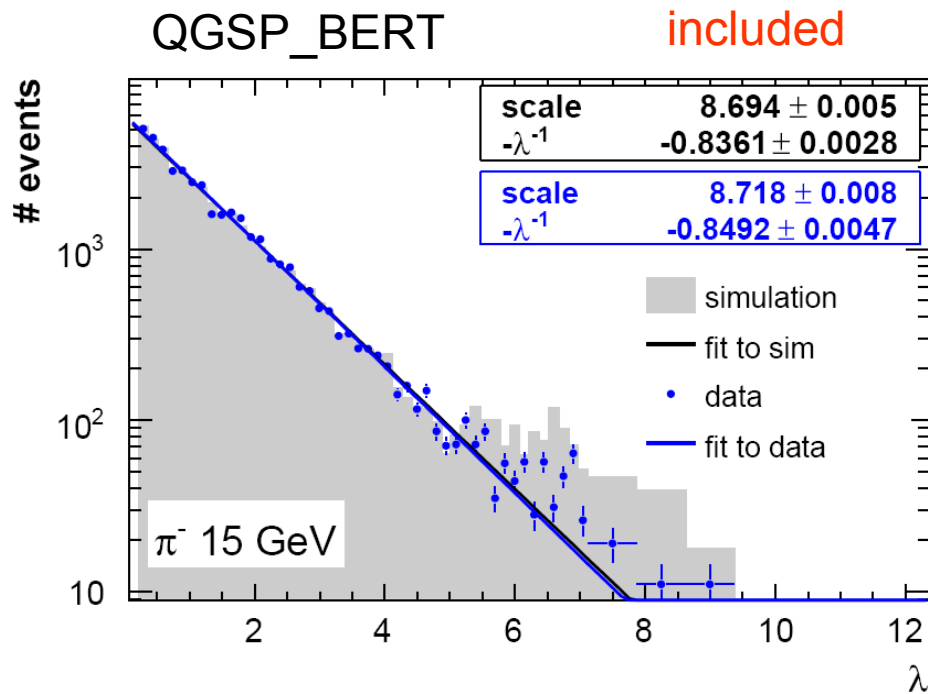 QGSP_BERT included
scale 8.694 ± 0.005
-λ⁻¹ -0.8361 ± 0.0028
scale 8.718 ± 0.008
-λ⁻¹ -0.8492 ± 0.0047
# events
10³
10²
10
simulation
fit to sim
data
fit to data
π⁻ 15 GeV
2 4 6 8 10 12
λ